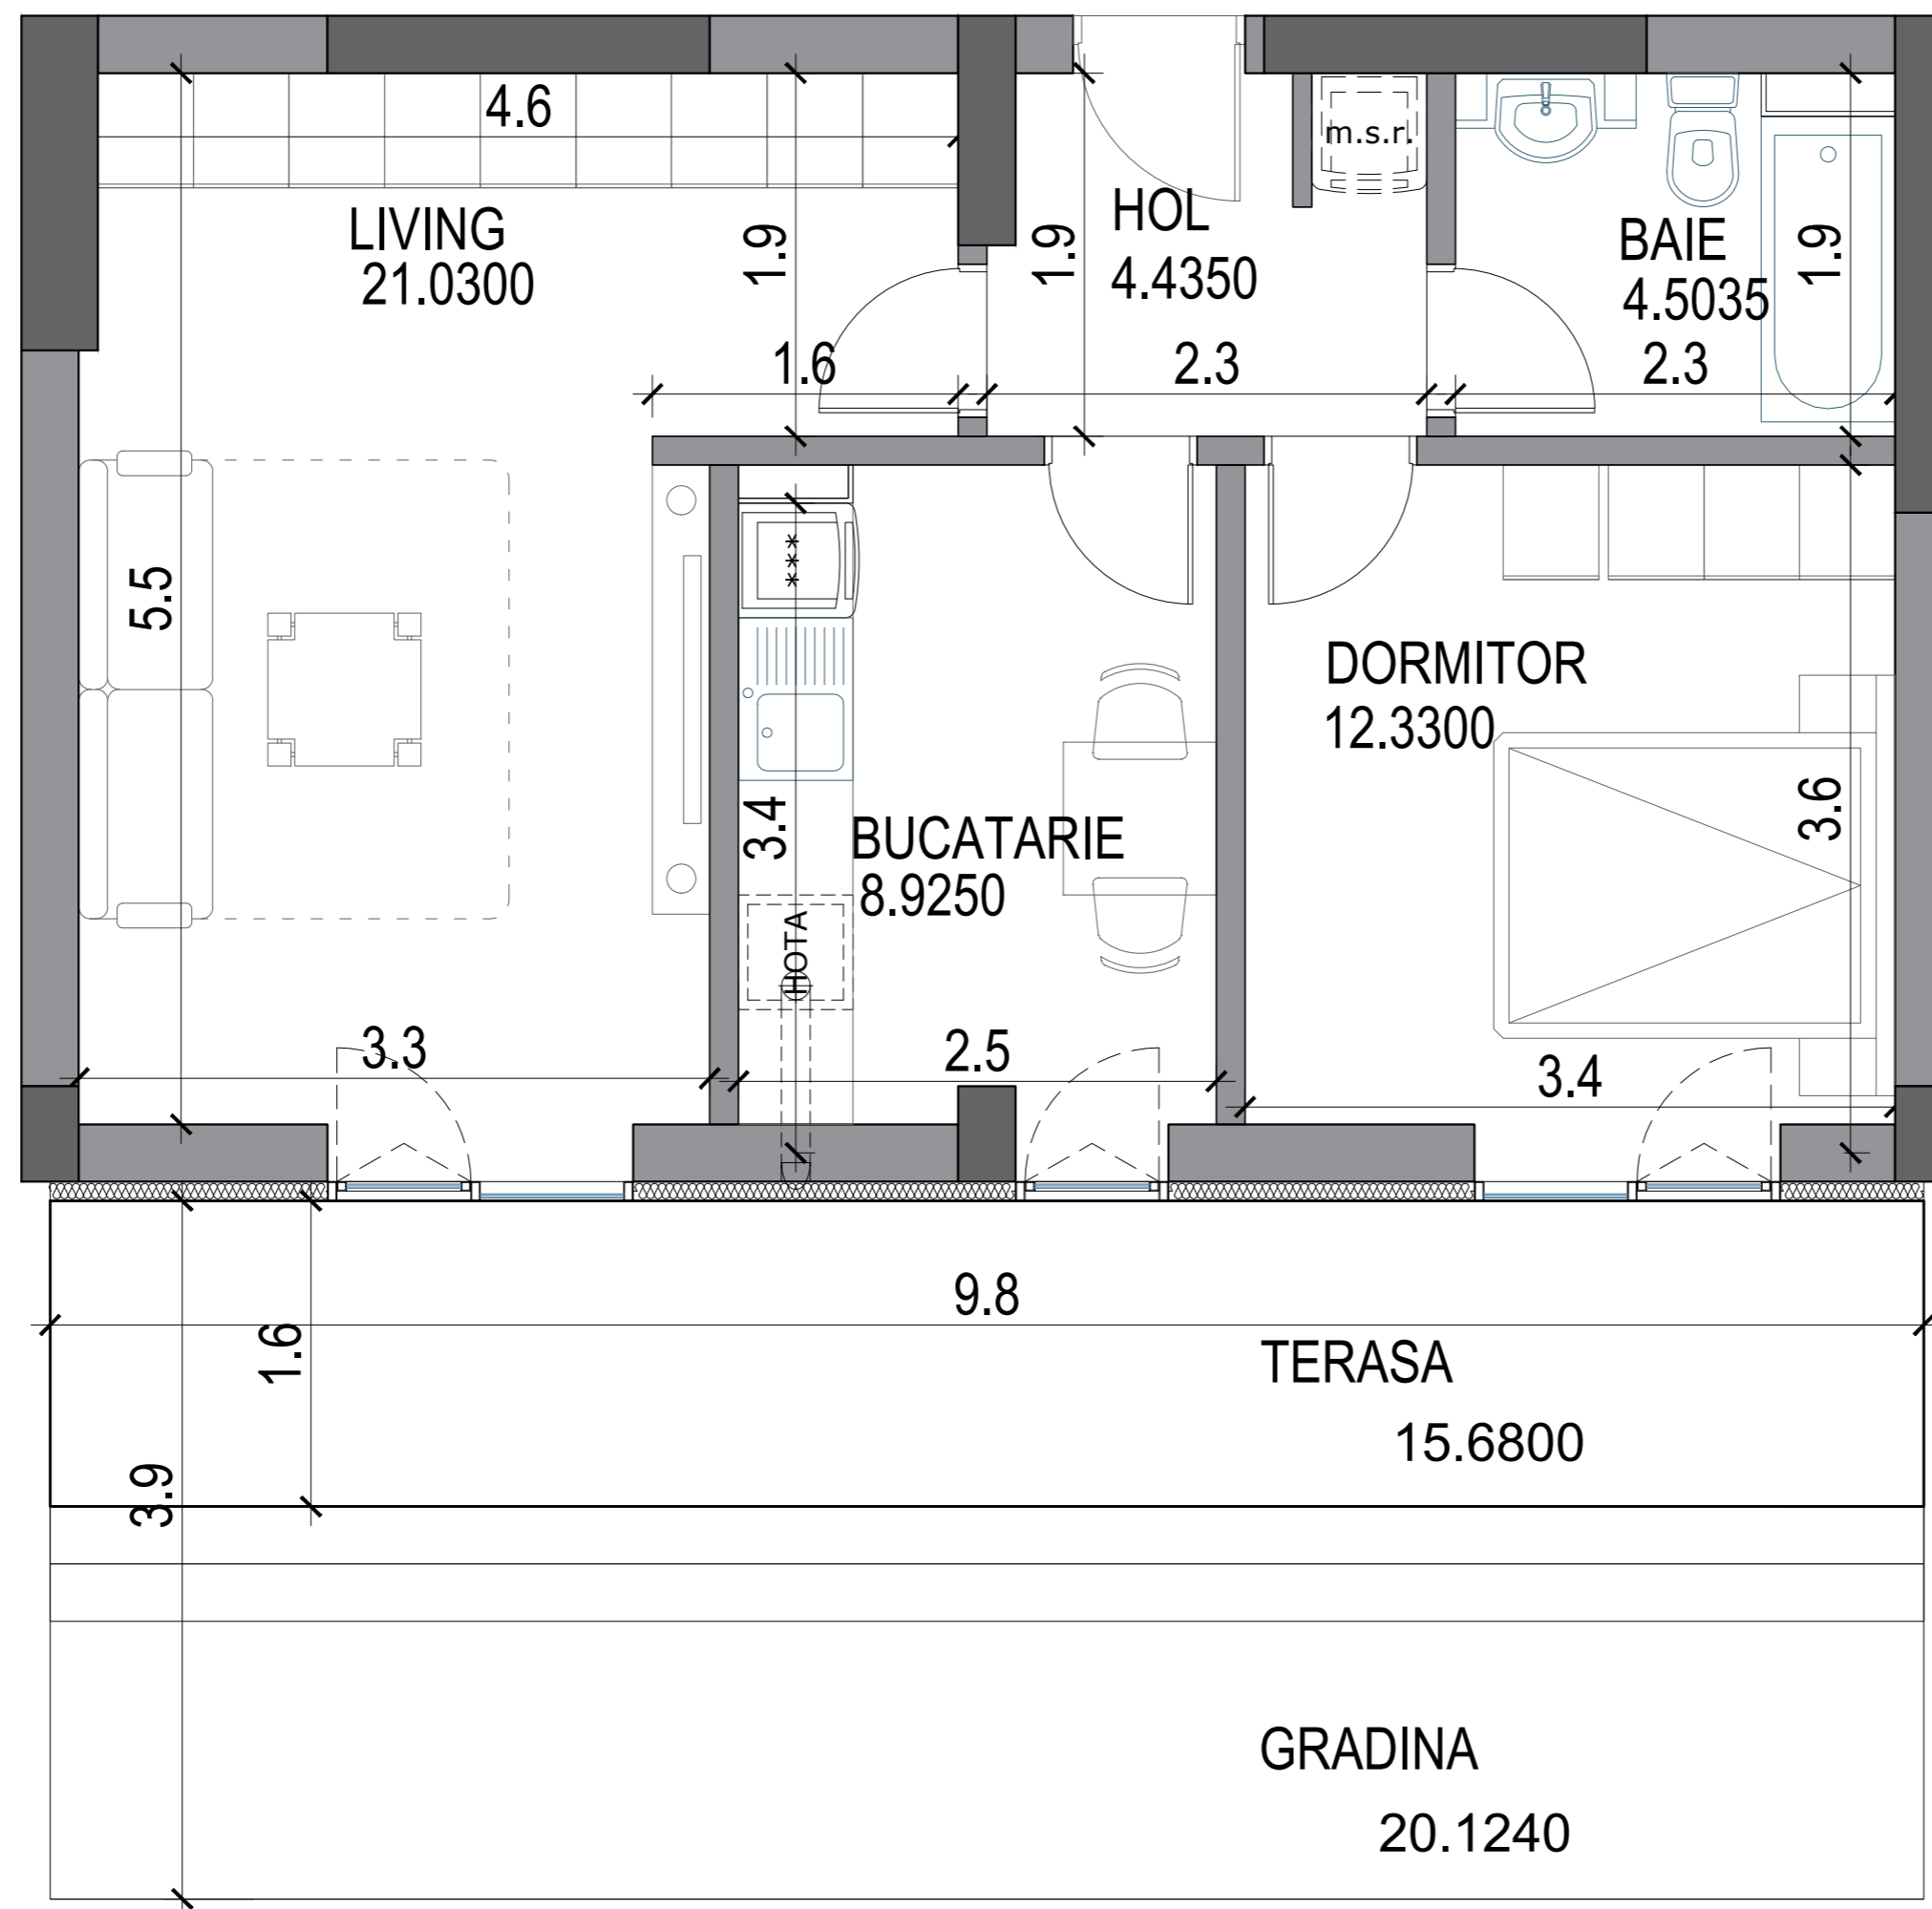 4.6
m.s.r.
LIVING
21.0300
1.9
1.9
HOL
4.4350
BAIE
4.5035
1.9
1.6
2.3
2.3
5.5
***
DORMITOR
12.3300
3.4
BUCATARIE
8.9250
3.6
HOTA
3.3
2.5
3.4
9.8
1.6
TERASA
15.6800
3.9
GRADINA
20.1240